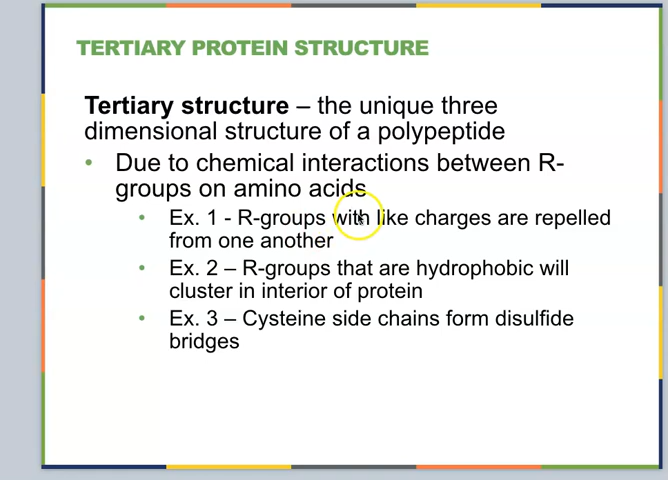 TERTIARY PROTEIN STRUCTURE
Tertiary structure – the unique three
dimensional structure of a polypeptide
• Due to chemical interactions between R-
groups on amino acids
• Ex. 1 - R-groups with like charges are repelled
from one another
• Ex. 2 – R-groups that are hydrophobic will
cluster in interior of protein
• Ex. 3 – Cysteine side chains form disulfide
bridges